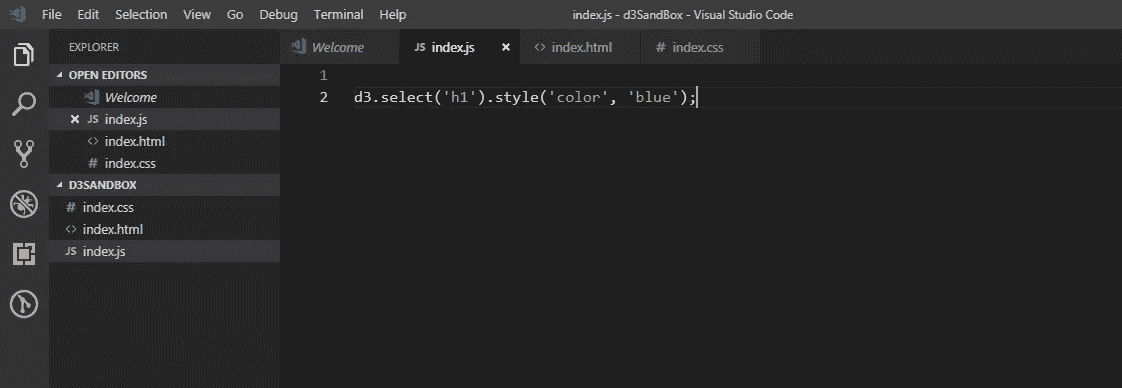 File Edit Selection View Go Debug Terminal Help index.js - d3SandBox - Visual Studio Code
EXPLORER
OPEN EDITORS
Welcome
JS index.js
<> index.html
# index.css
D3SANDBOX
# index.css
<> index.html
JS index.js
Welcome JS index.js × <> index.html # index.css
1
2 d3.select('h1').style('color', 'blue');